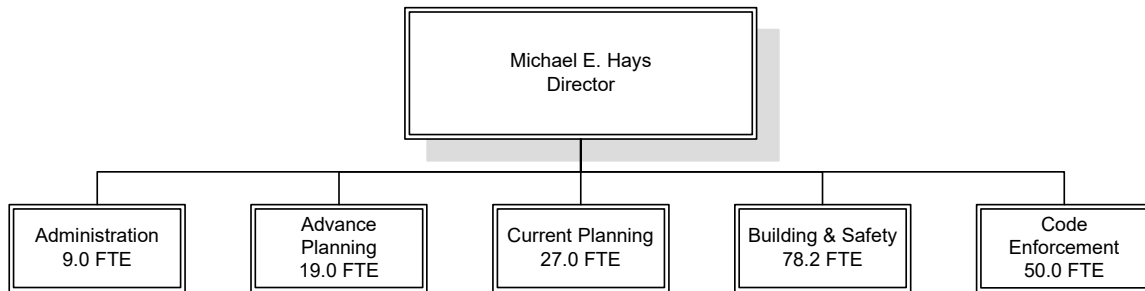 Michael E. Hays
Director
Administration
9.0 FTE
Advance
Planning
19.0 FTE
Current Planning
27.0 FTE
Building & Safety
78.2 FTE
Code
Enforcement
50.0 FTE